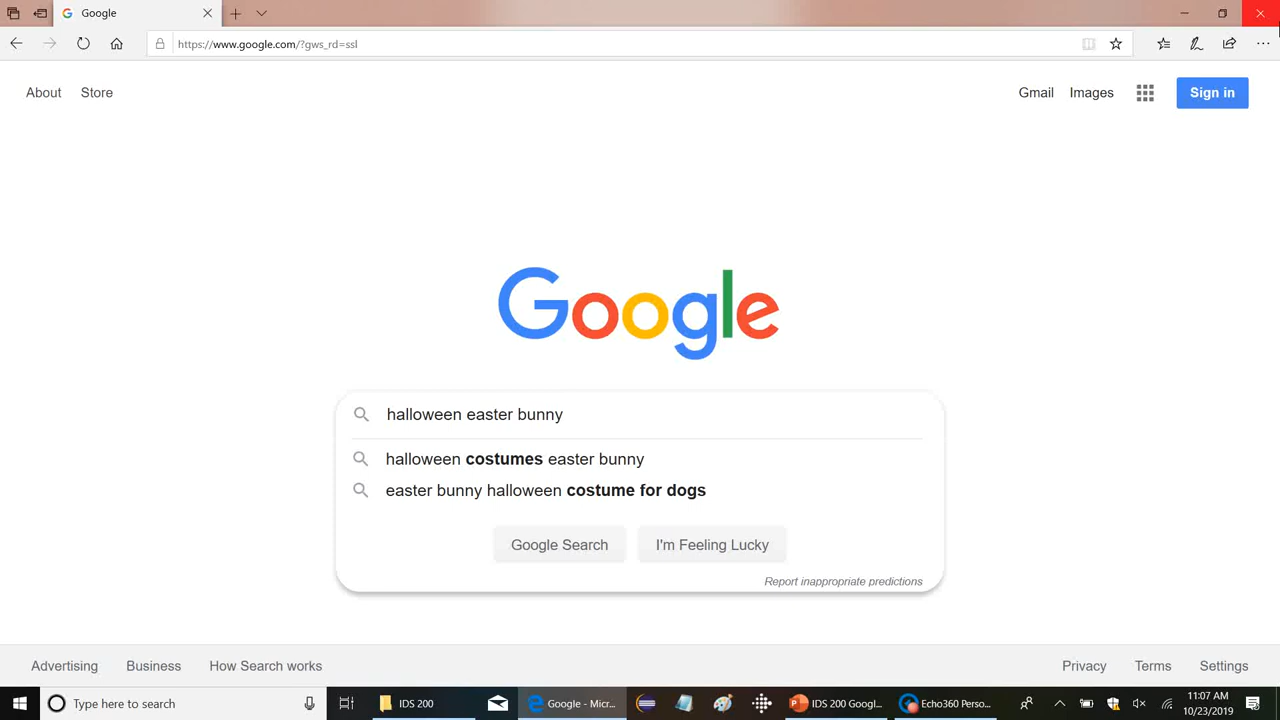 Google
https://www.google.com/?gws_rd=ssl
About Store
Gmail Images Sign in
Google
halloween easter bunny
halloween costumes easter bunny
easter bunny halloween costume for dogs
Google Search I'm Feeling Lucky
Report inappropriate predictions
Advertising Business How Search works
Privacy Terms Settings
Type here to search
IDS 200
Google - Micr...
IDS 200 Googl...
Echo360 Perso...
11:07 AM
10/23/2019